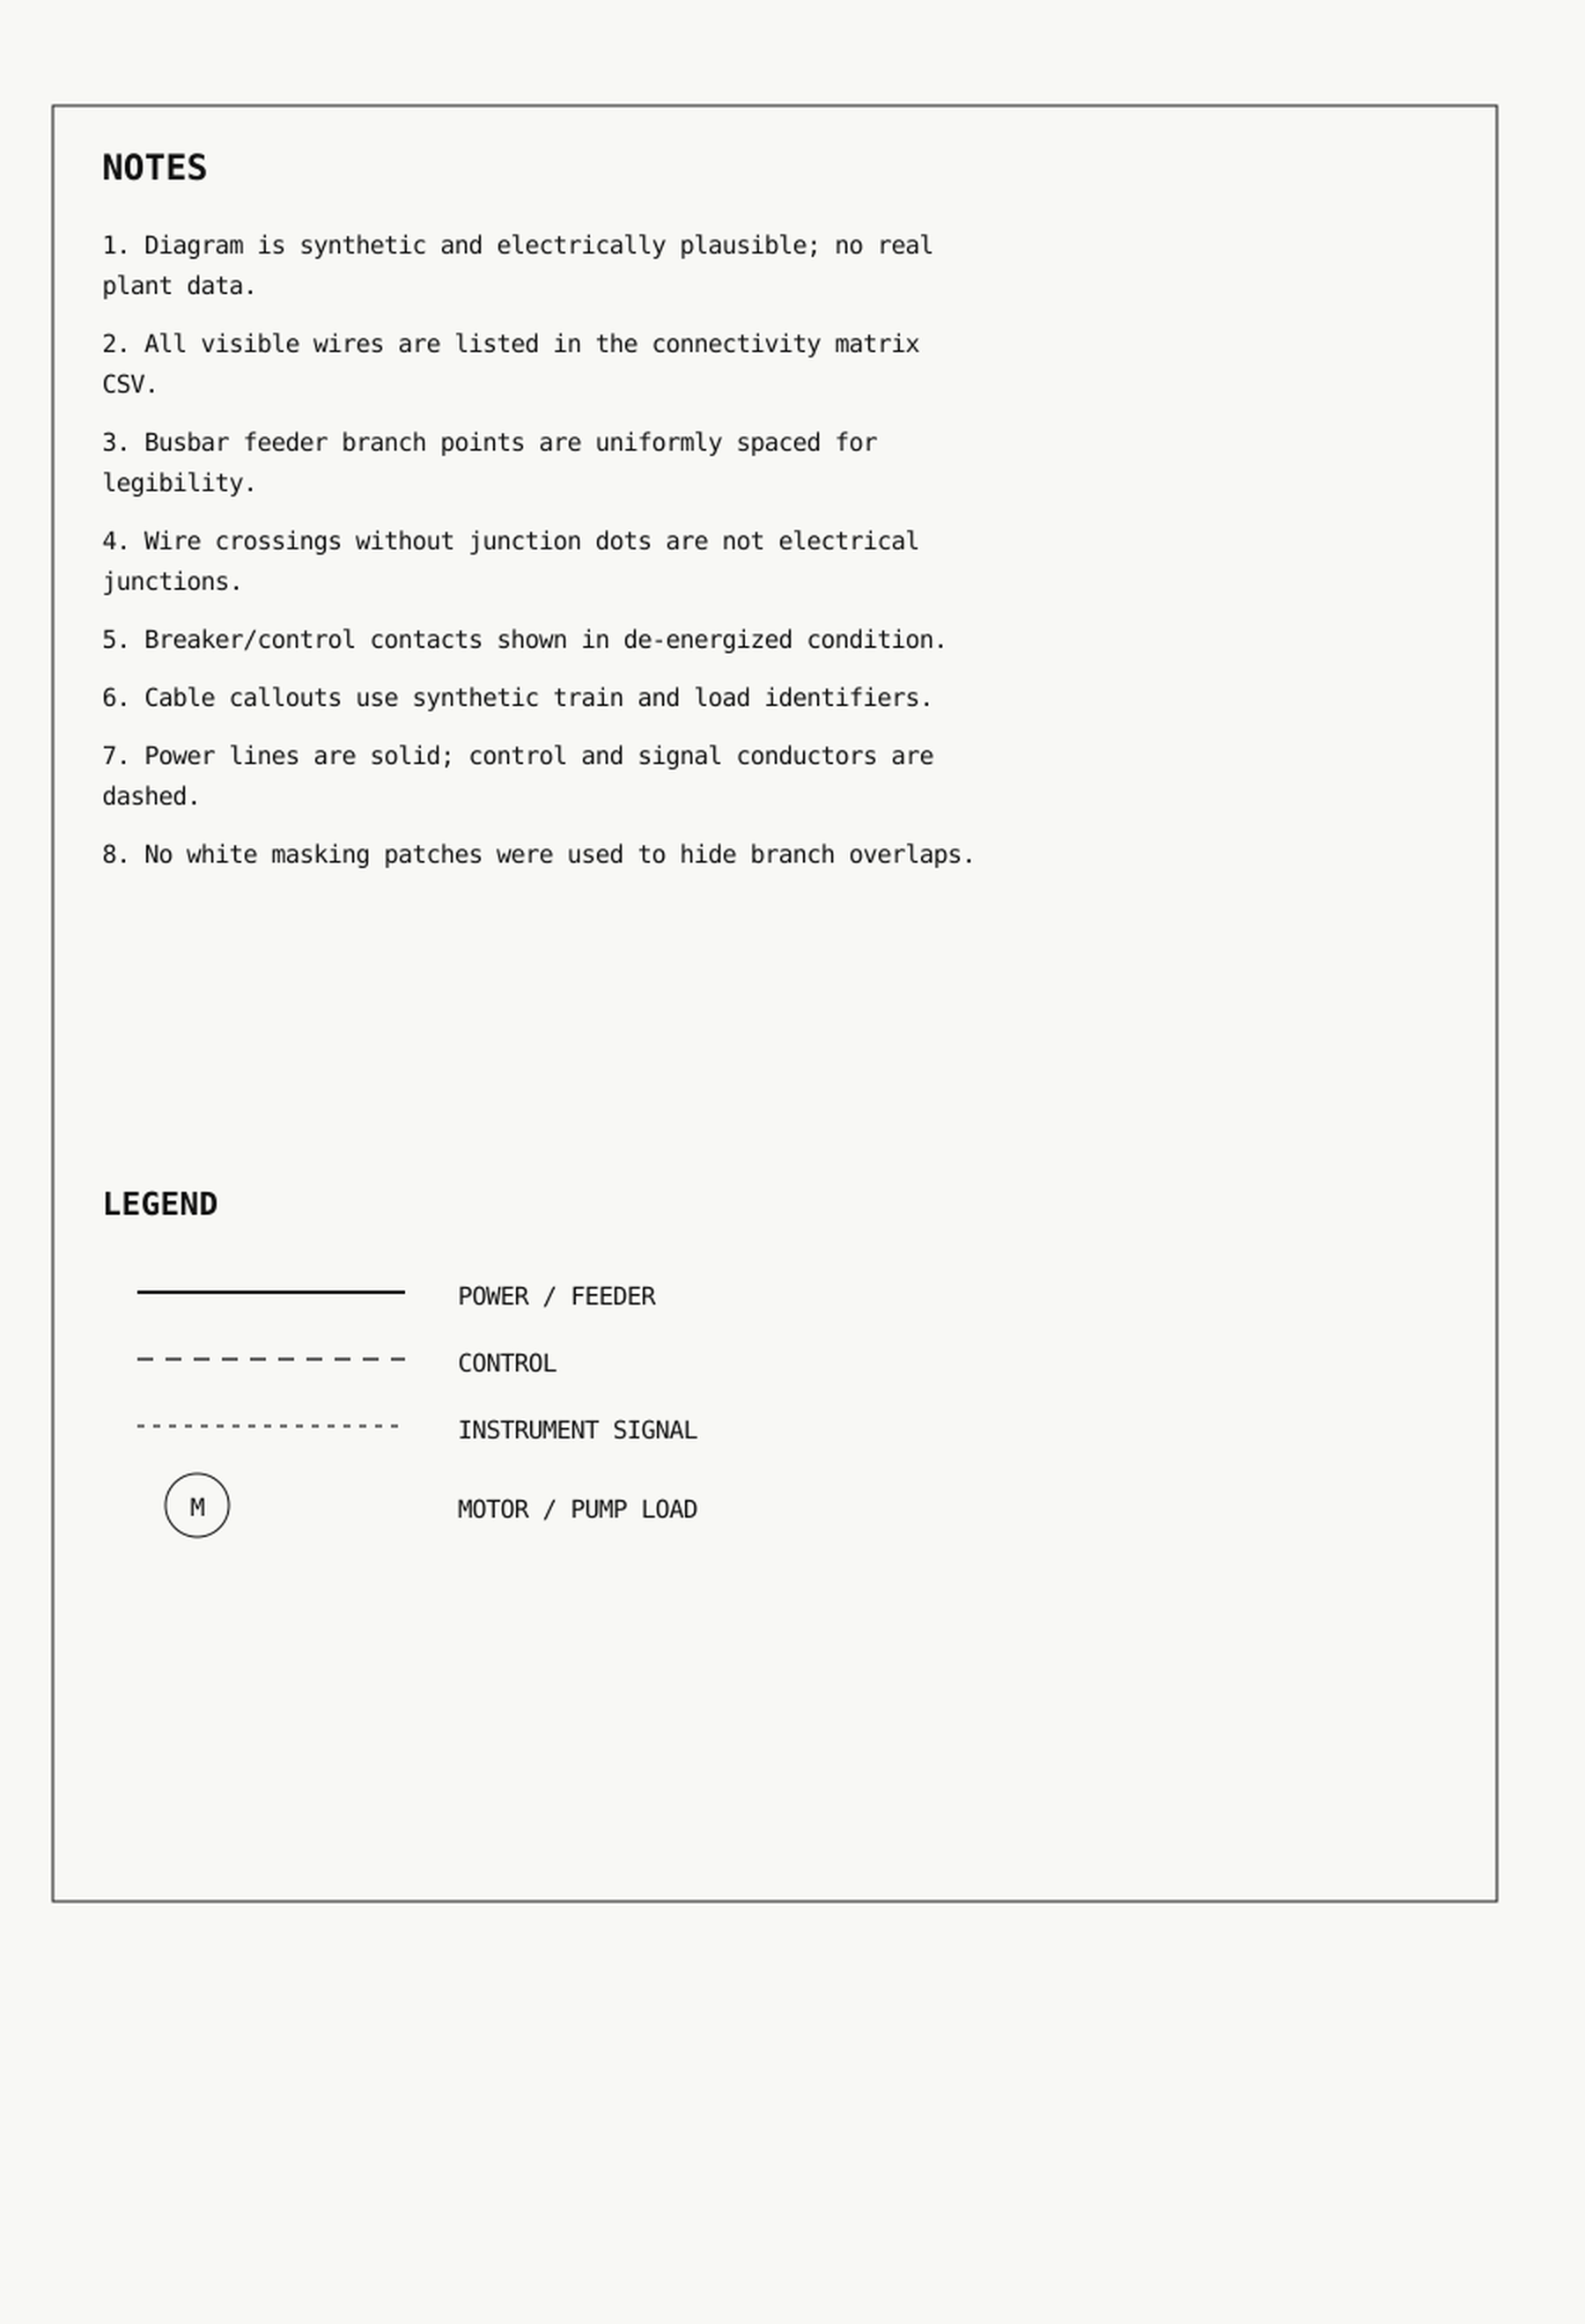 NOTES
1. Diagram is synthetic and electrically plausible; no real
plant data.
2. All visible wires are listed in the connectivity matrix
CSV.
3. Busbar feeder branch points are uniformly spaced for
legibility.
4. Wire crossings without junction dots are not electrical
junctions.
5. Breaker/control contacts shown in de-energized condition.
6. Cable callouts use synthetic train and load identifiers.
7. Power lines are solid; control and signal conductors are
dashed.
8. No white masking patches were used to hide branch overlaps.
LEGEND
POWER / FEEDER
CONTROL
INSTRUMENT SIGNAL
M MOTOR / PUMP LOAD